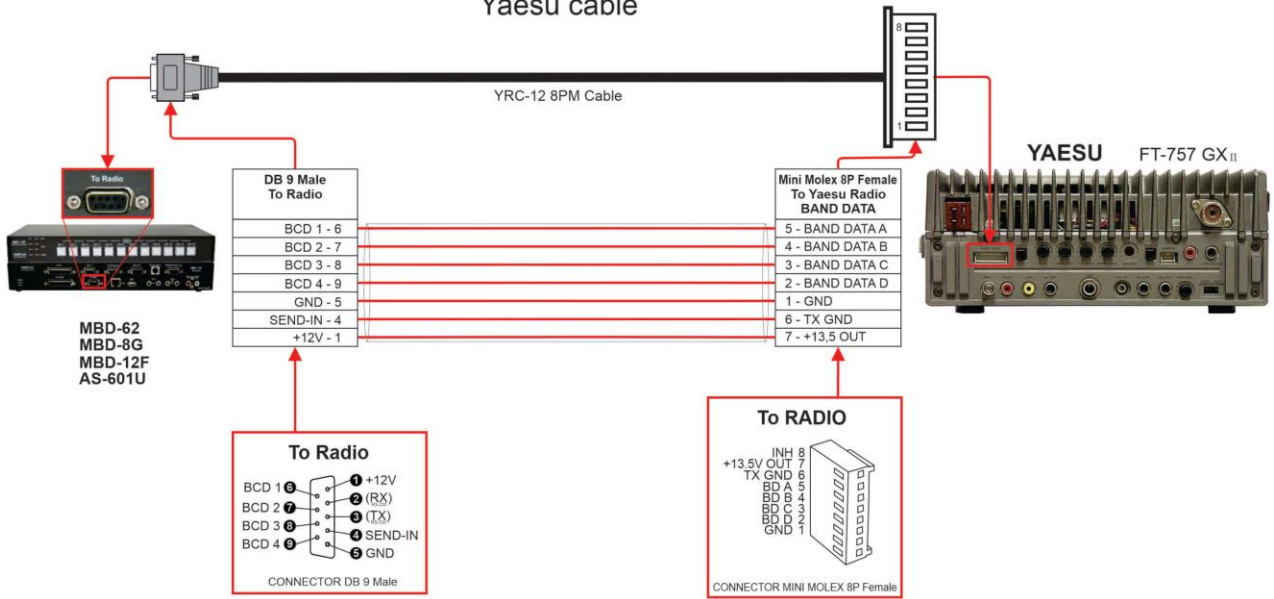 Yaesu cable
YRC-12 8PM Cable
8
1
YAESU FT-757 GX II
To Radio
DB 9 Male
To Radio
BCD 1 - 6
BCD 2 - 7
BCD 3 - 8
BCD 4 - 9
GND - 5
SEND-IN - 4
+12V - 1
Mini Molex 8P Female
To Yaesu Radio
BAND DATA
5 - BAND DATA A
4 - BAND DATA B
3 - BAND DATA C
2 - BAND DATA D
1 - GND
6 - TX GND
7 - +13,5 OUT
MBD-62
MBD-8G
MBD-12F
AS-601U
To Radio
BCD 1 6
BCD 2 7
BCD 3 8
BCD 4 9
1 +12V
2 (RX)
3 (TX)
4 SEND-IN
5 GND
CONNECTOR DB 9 Male
To RADIO
INH 8
+13.5V OUT 7
TX GND 6
BD A 5
BD B 4
BD C 3
BD D 2
GND 1
CONNECTOR MINI MOLEX 8P Female